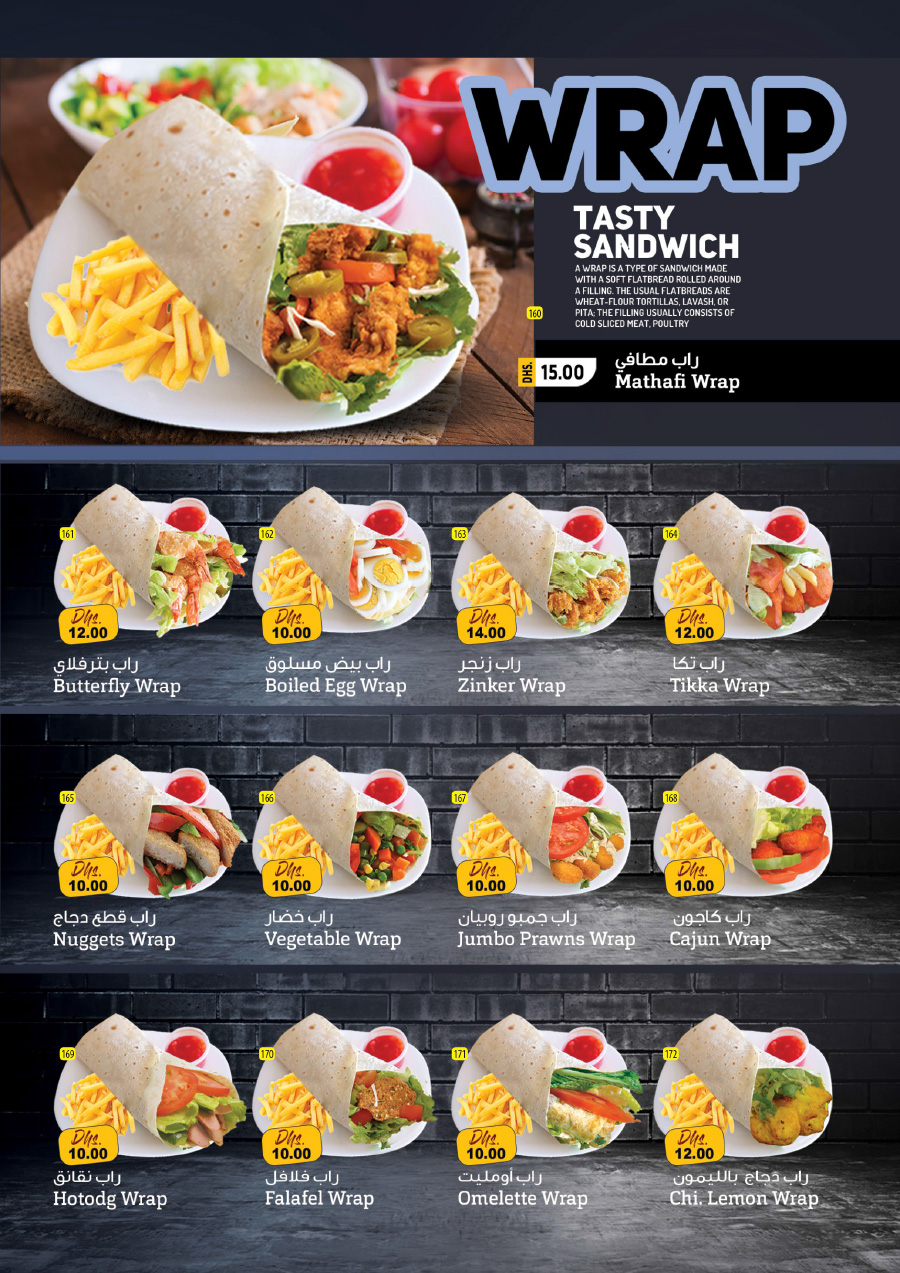 WRAP
TASTY
SANDWICH
A WRAP IS A TYPE OF SANDWICH MADE
WITH A SOFT FLATBREAD ROLLED AROUND
A FILLING. THE USUAL FLATBREADS ARE
WHEAT-FLOUR TORTILLAS, LAVASH, OR
PITA; THE FILLING USUALLY CONSISTS OF
COLD SLICED MEAT, POULTRY
160
DHS. 15.00
راب مطافي
Mathafi Wrap
161
Dhs.
12.00
راب بترفلاي
Butterfly Wrap
162
Dhs.
10.00
راب بيض مسلوق
Boiled Egg Wrap
163
Dhs.
14.00
راب زنجر
Zinker Wrap
164
Dhs.
12.00
راب تكا
Tikka Wrap
165
Dhs.
10.00
راب قطع دجاج
Nuggets Wrap
166
Dhs.
10.00
راب خضار
Vegetable Wrap
167
Dhs.
10.00
راب جمبو روبيان
Jumbo Prawns Wrap
168
Dhs.
10.00
راب كاجون
Cajun Wrap
169
Dhs.
10.00
راب نقانق
Hotodg Wrap
170
Dhs.
10.00
راب فلافل
Falafel Wrap
171
Dhs.
10.00
راب أومليت
Omelette Wrap
172
Dhs.
12.00
راب دجاج بالليمون
Chi. Lemon Wrap